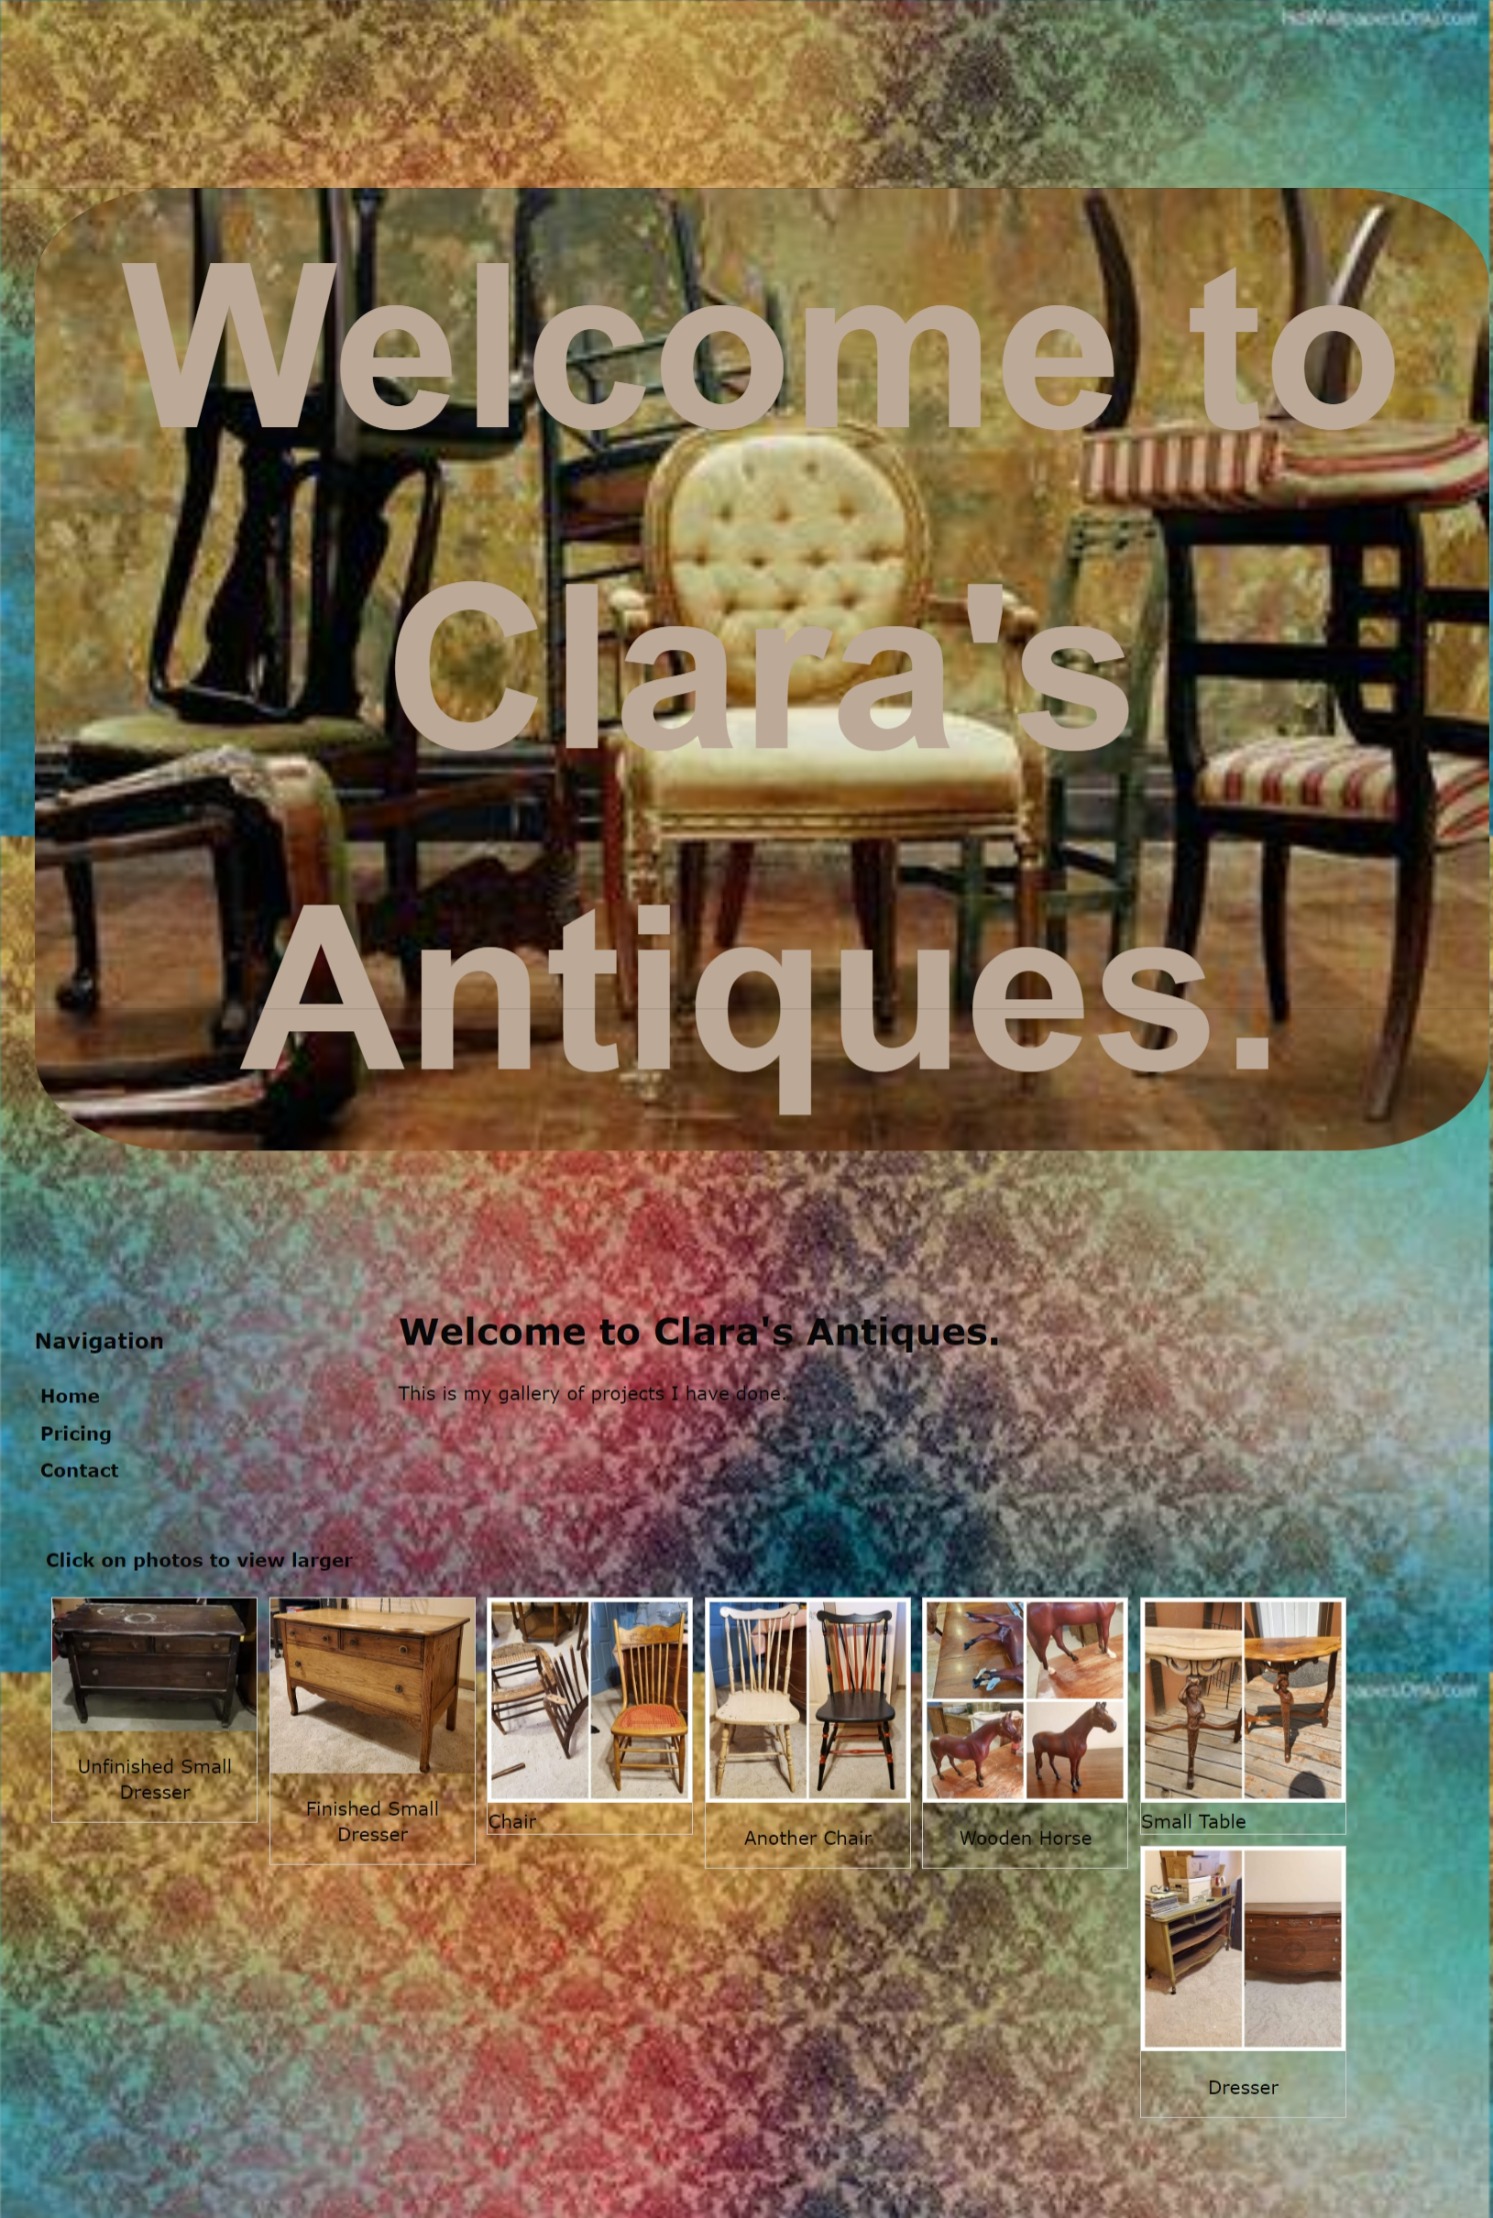 HdWallpapersOnly.com
Welcome to
Clara's
Antiques.
Navigation
Home
Pricing
Contact
Welcome to Clara's Antiques.
This is my gallery of projects I have done.
Click on photos to view larger
Unfinished Small
Dresser
Finished Small
Dresser
Chair
Another Chair
Wooden Horse
Small Table
Dresser